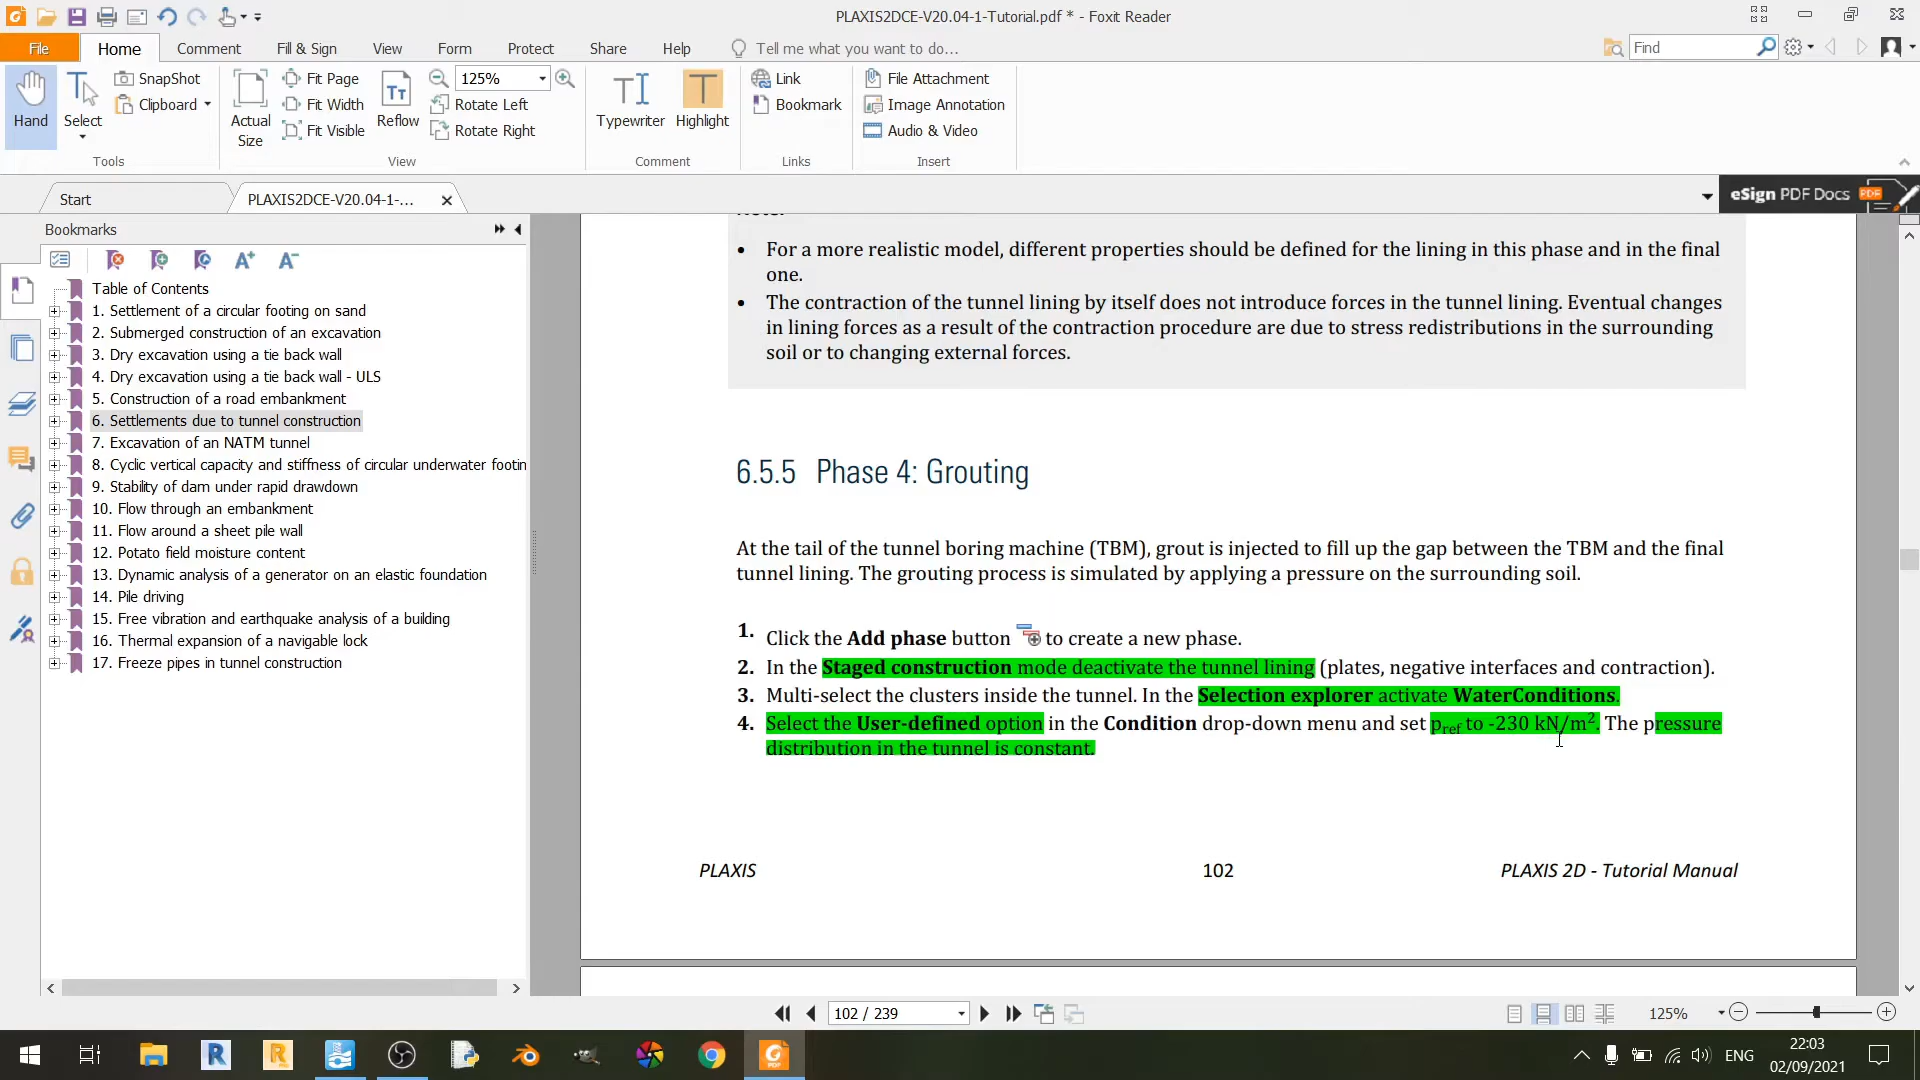 PLAXIS2DCE-V20.04-1-Tutorial.pdf * - Foxit Reader
File Home Comment Fill & Sign View Form Protect Share Help Tell me what you want to do... Find
Hand
Select
SnapShot
Clipboard
Tools
Actual Size
Fit Page
Fit Width
Fit Visible
Reflow
125%
Rotate Left
Rotate Right
View
Typewriter
Highlight
Comment
Link
Bookmark
Links
File Attachment
Image Annotation
Audio & Video
Insert
Start
PLAXIS2DCE-V20.04-1-...
eSign PDF Docs PDF
Bookmarks
Table of Contents
1. Settlement of a circular footing on sand
2. Submerged construction of an excavation
3. Dry excavation using a tie back wall
4. Dry excavation using a tie back wall - ULS
5. Construction of a road embankment
6. Settlements due to tunnel construction
7. Excavation of an NATM tunnel
8. Cyclic vertical capacity and stiffness of circular underwater footin
9. Stability of dam under rapid drawdown
10. Flow through an embankment
11. Flow around a sheet pile wall
12. Potato field moisture content
13. Dynamic analysis of a generator on an elastic foundation
14. Pile driving
15. Free vibration and earthquake analysis of a building
16. Thermal expansion of a navigable lock
17. Freeze pipes in tunnel construction
• For a more realistic model, different properties should be defined for the lining in this phase and in the final
one.
• The contraction of the tunnel lining by itself does not introduce forces in the tunnel lining. Eventual changes
in lining forces as a result of the contraction procedure are due to stress redistributions in the surrounding
soil or to changing external forces.
6.5.5 Phase 4: Grouting
At the tail of the tunnel boring machine (TBM), grout is injected to fill up the gap between the TBM and the final
tunnel lining. The grouting process is simulated by applying a pressure on the surrounding soil.
1. Click the Add phase button to create a new phase.
2. In the Staged construction mode deactivate the tunnel lining (plates, negative interfaces and contraction).
3. Multi-select the clusters inside the tunnel. In the Selection explorer activate WaterConditions.
4. Select the User-defined option in the Condition drop-down menu and set pref to -230 kN/m². The pressure
distribution in the tunnel is constant.
PLAXIS 102 PLAXIS 2D - Tutorial Manual
102 / 239
125%
ENG
22:03
02/09/2021